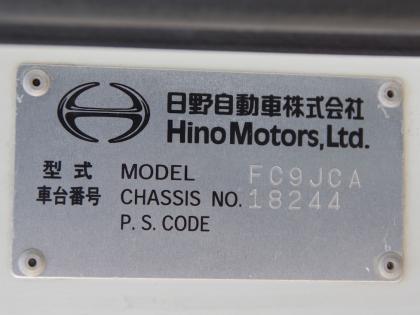 日野自動車株式会社
Hino Motors, Ltd.
型式 MODEL FC9JCA
車台番号 CHASSIS NO. 18244
P.S. CODE